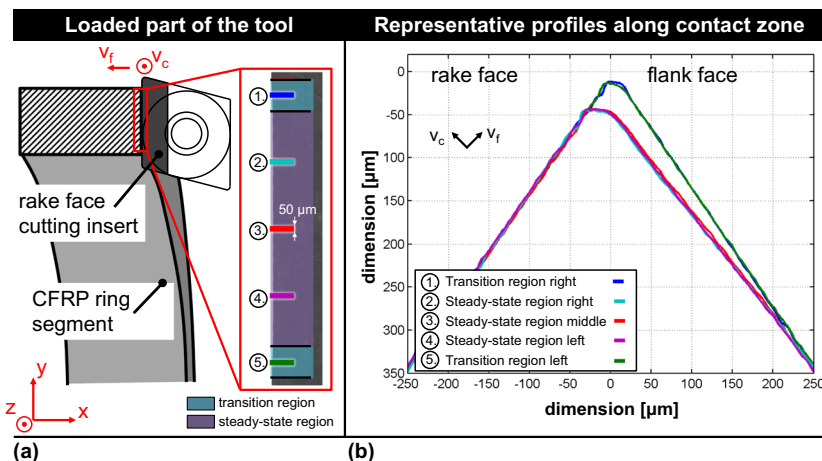 Loaded part of the tool
Representative profiles along contact zone
v_f
v_c
1.
2.
3.
50 µm
4.
5.
rake face
cutting insert
CFRP ring
segment
y
z
x
transition region
steady-state region
(a)
rake face
flank face
v_c
v_f
dimension [µm]
0
50
100
150
200
250
300
350
1. Transition region right
2. Steady-state region right
3. Steady-state region middle
4. Steady-state region left
5. Transition region left
-250 -200 -150 -100 -50 0 50 100 150 200 250
dimension [µm]
(b)